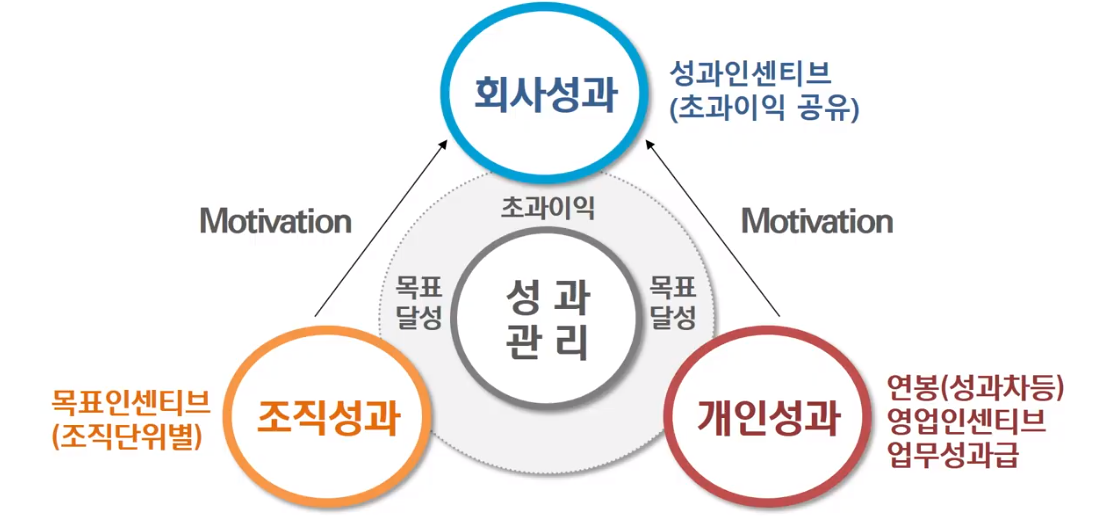 회사성과
성과인센티브
(초과이익 공유)
Motivation
Motivation
초과이익
목표
달성
성 과
관 리
목표
달성
목표인센티브
(조직단위별)
조직성과
개인성과
연봉(성과차등)
영업인센티브
업무성과급